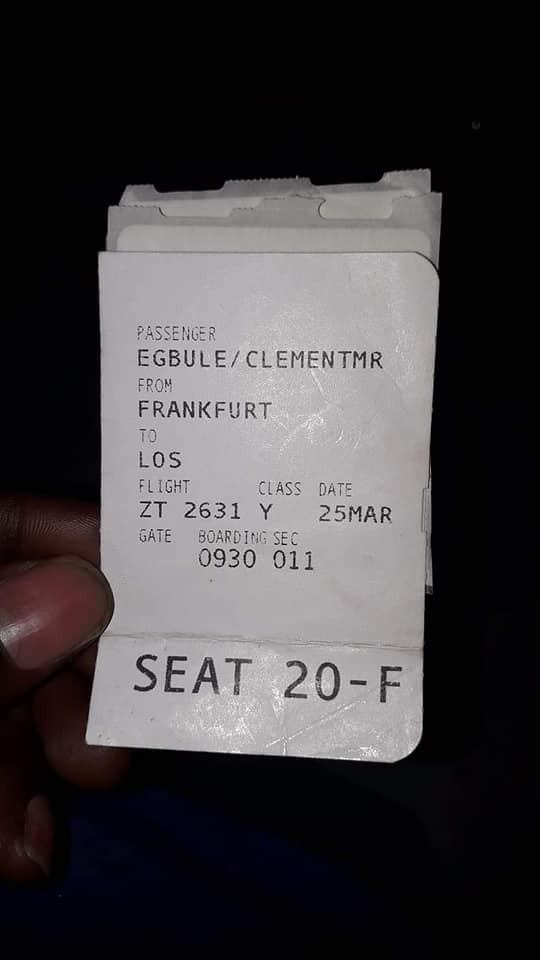 PASSENGER
EGBULE/CLEMENTMR
FROM
FRANKFURT
TO
LOS
FLIGHT CLASS DATE
ZT 2631 Y 25MAR
GATE BOARDING SEC
0930 011
SEAT 20-F